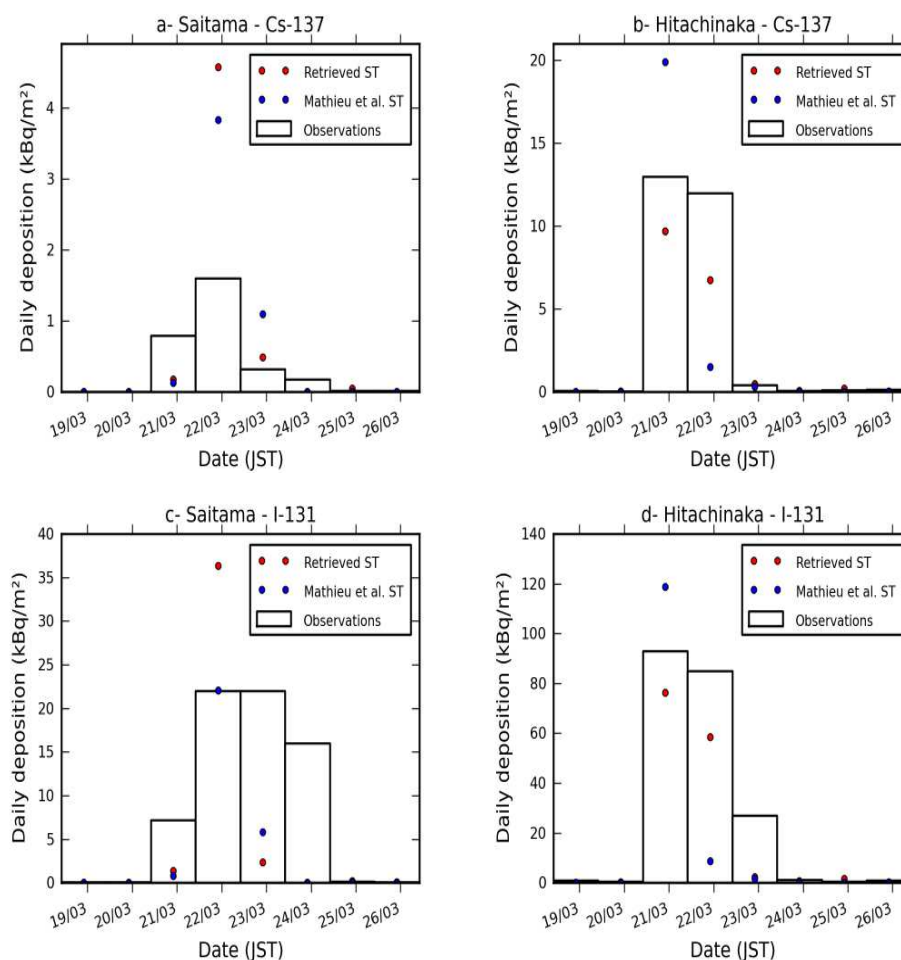 a- Saitama - Cs-137
Daily deposition (kBq/m²)
4
3
2
1
0
Retrieved ST
Mathieu et al. ST
Observations
19/03 20/03 21/03 22/03 23/03 24/03 25/03 26/03
Date (JST)
b- Hitachinaka - Cs-137
Daily deposition (kBq/m²)
20
15
10
5
0
Retrieved ST
Mathieu et al. ST
Observations
19/03 20/03 21/03 22/03 23/03 24/03 25/03 26/03
Date (JST)
c- Saitama - I-131
Daily deposition (kBq/m²)
40
35
30
25
20
15
10
5
0
Retrieved ST
Mathieu et al. ST
Observations
19/03 20/03 21/03 22/03 23/03 24/03 25/03 26/03
Date (JST)
d- Hitachinaka - I-131
Daily deposition (kBq/m²)
140
120
100
80
60
40
20
0
Retrieved ST
Mathieu et al. ST
Observations
19/03 20/03 21/03 22/03 23/03 24/03 25/03 26/03
Date (JST)